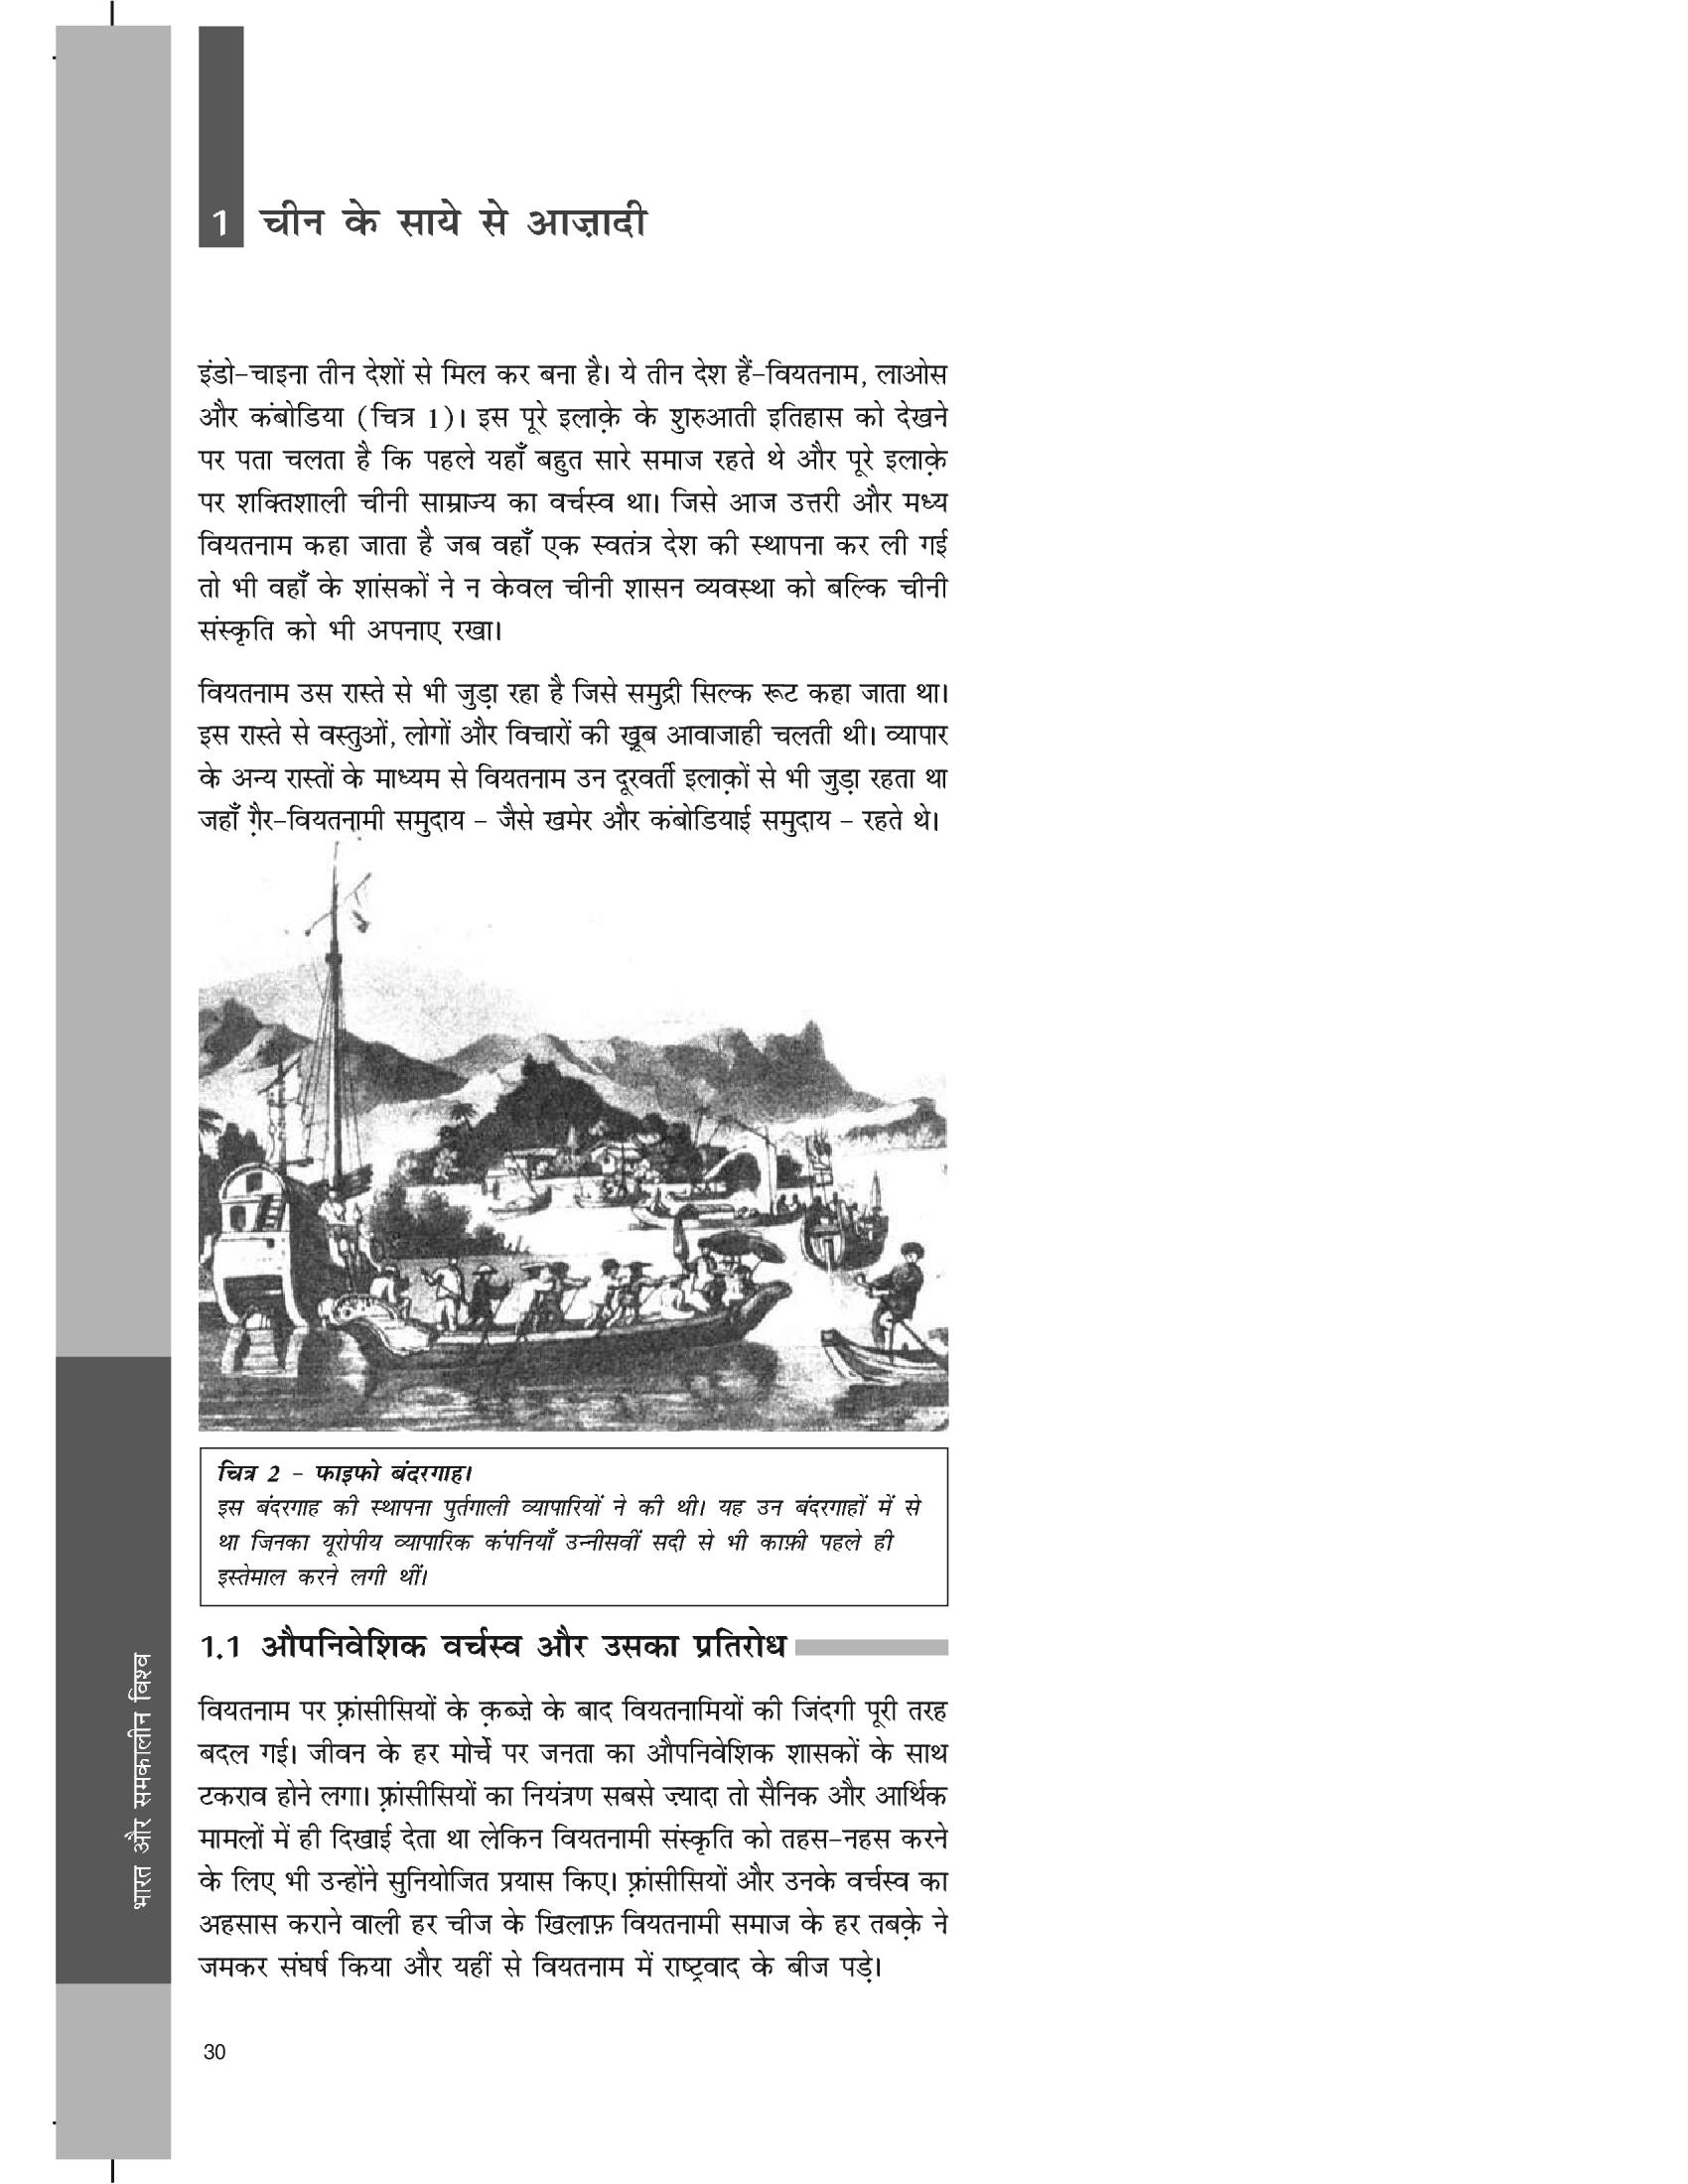 1 चीन के साये से आज़ादी
इंडो-चाइना तीन देशों से मिल कर बना है। ये तीन देश हैं-वियतनाम, लाओस
और कंबोडिया (चित्र 1)। इस पूरे इलाक़े के शुरुआती इतिहास को देखने
पर पता चलता है कि पहले यहाँ बहुत सारे समाज रहते थे और पूरे इलाक़े
पर शक्तिशाली चीनी साम्राज्य का वर्चस्व था। जिसे आज उत्तरी और मध्य
वियतनाम कहा जाता है जब वहाँ एक स्वतंत्र देश की स्थापना कर ली गई
तो भी वहाँ के शांसकों ने न केवल चीनी शासन व्यवस्था को बल्कि चीनी
संस्कृति को भी अपनाए रखा।
वियतनाम उस रास्ते से भी जुड़ा रहा है जिसे समुद्री सिल्क रूट कहा जाता था।
इस रास्ते से वस्तुओं, लोगों और विचारों की खूब आवाजाही चलती थी। व्यापार
के अन्य रास्तों के माध्यम से वियतनाम उन दूरवर्ती इलाक़ों से भी जुड़ा रहता था
जहाँ ग़ैर-वियतनामी समुदाय - जैसे खमेर और कंबोडियाई समुदाय - रहते थे।
चित्र 2 - फाइफो बंदरगाह।
इस बंदरगाह की स्थापना पुर्तगाली व्यापारियों ने की थी। यह उन बंदरगाहों में से
था जिनका यूरोपीय व्यापारिक कंपनियाँ उन्नीसवीं सदी से भी काफ़ी पहले ही
इस्तेमाल करने लगी थीं।
1.1 औपनिवेशिक वर्चस्व और उसका प्रतिरोध
वियतनाम पर फ़्रांसीसियों के क़ब्ज़े के बाद वियतनामियों की जिंदगी पूरी तरह
बदल गई। जीवन के हर मोर्चे पर जनता का औपनिवेशिक शासकों के साथ
टकराव होने लगा। फ़्रांसीसियों का नियंत्रण सबसे ज़्यादा तो सैनिक और आर्थिक
मामलों में ही दिखाई देता था लेकिन वियतनामी संस्कृति को तहस-नहस करने
के लिए भी उन्होंने सुनियोजित प्रयास किए। फ़्रांसीसियों और उनके वर्चस्व का
अहसास कराने वाली हर चीज के खिलाफ़ वियतनामी समाज के हर तबक़े ने
जमकर संघर्ष किया और यहीं से वियतनाम में राष्ट्रवाद के बीज पड़े।
भारत और समकालीन विश्व
30